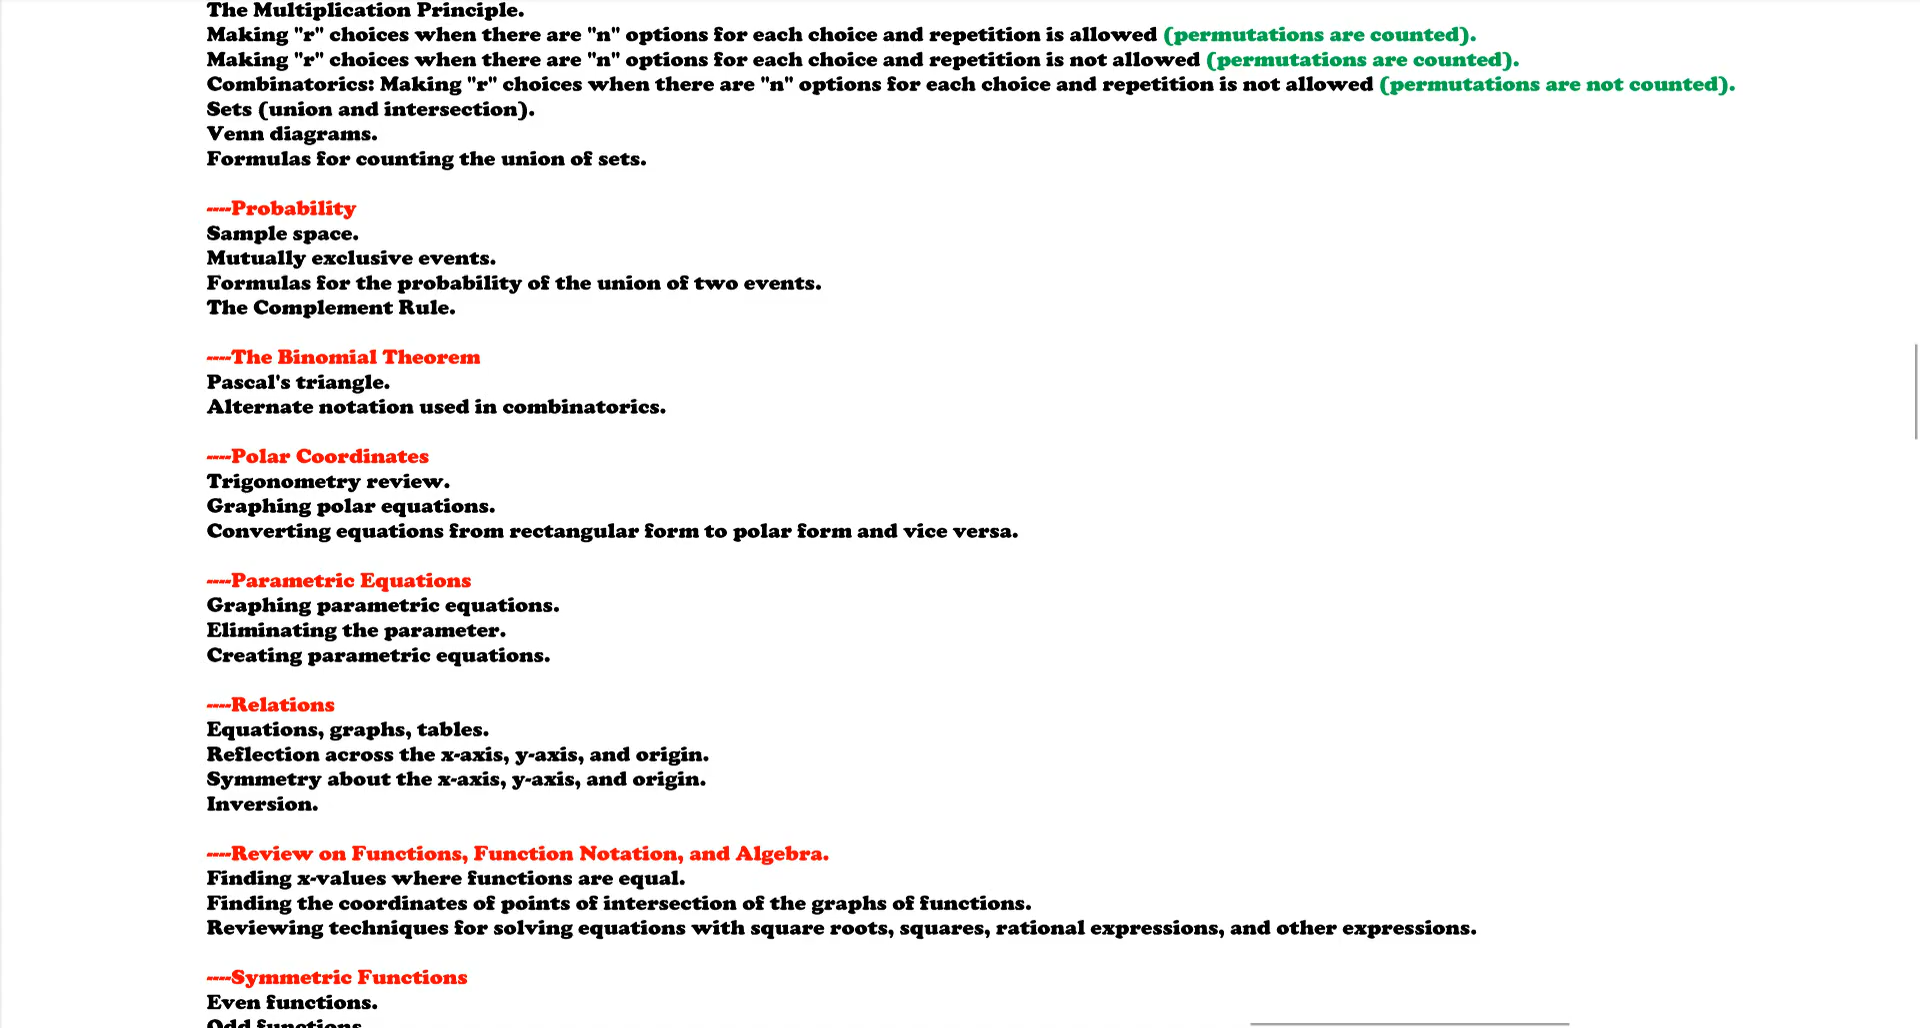 The Multiplication Principle.
Making "r" choices when there are "n" options for each choice and repetition is allowed (permutations are counted).
Making "r" choices when there are "n" options for each choice and repetition is not allowed (permutations are counted).
Combinatorics: Making "r" choices when there are "n" options for each choice and repetition is not allowed (permutations are not counted).
Sets (union and intersection).
Venn diagrams.
Formulas for counting the union of sets.
----Probability
Sample space.
Mutually exclusive events.
Formulas for the probability of the union of two events.
The Complement Rule.
----The Binomial Theorem
Pascal's triangle.
Alternate notation used in combinatorics.
----Polar Coordinates
Trigonometry review.
Graphing polar equations.
Converting equations from rectangular form to polar form and vice versa.
----Parametric Equations
Graphing parametric equations.
Eliminating the parameter.
Creating parametric equations.
----Relations
Equations, graphs, tables.
Reflection across the x-axis, y-axis, and origin.
Symmetry about the x-axis, y-axis, and origin.
Inversion.
----Review on Functions, Function Notation, and Algebra.
Finding x-values where functions are equal.
Finding the coordinates of points of intersection of the graphs of functions.
Reviewing techniques for solving equations with square roots, squares, rational expressions, and other expressions.
----Symmetric Functions
Even functions.
Odd functions.